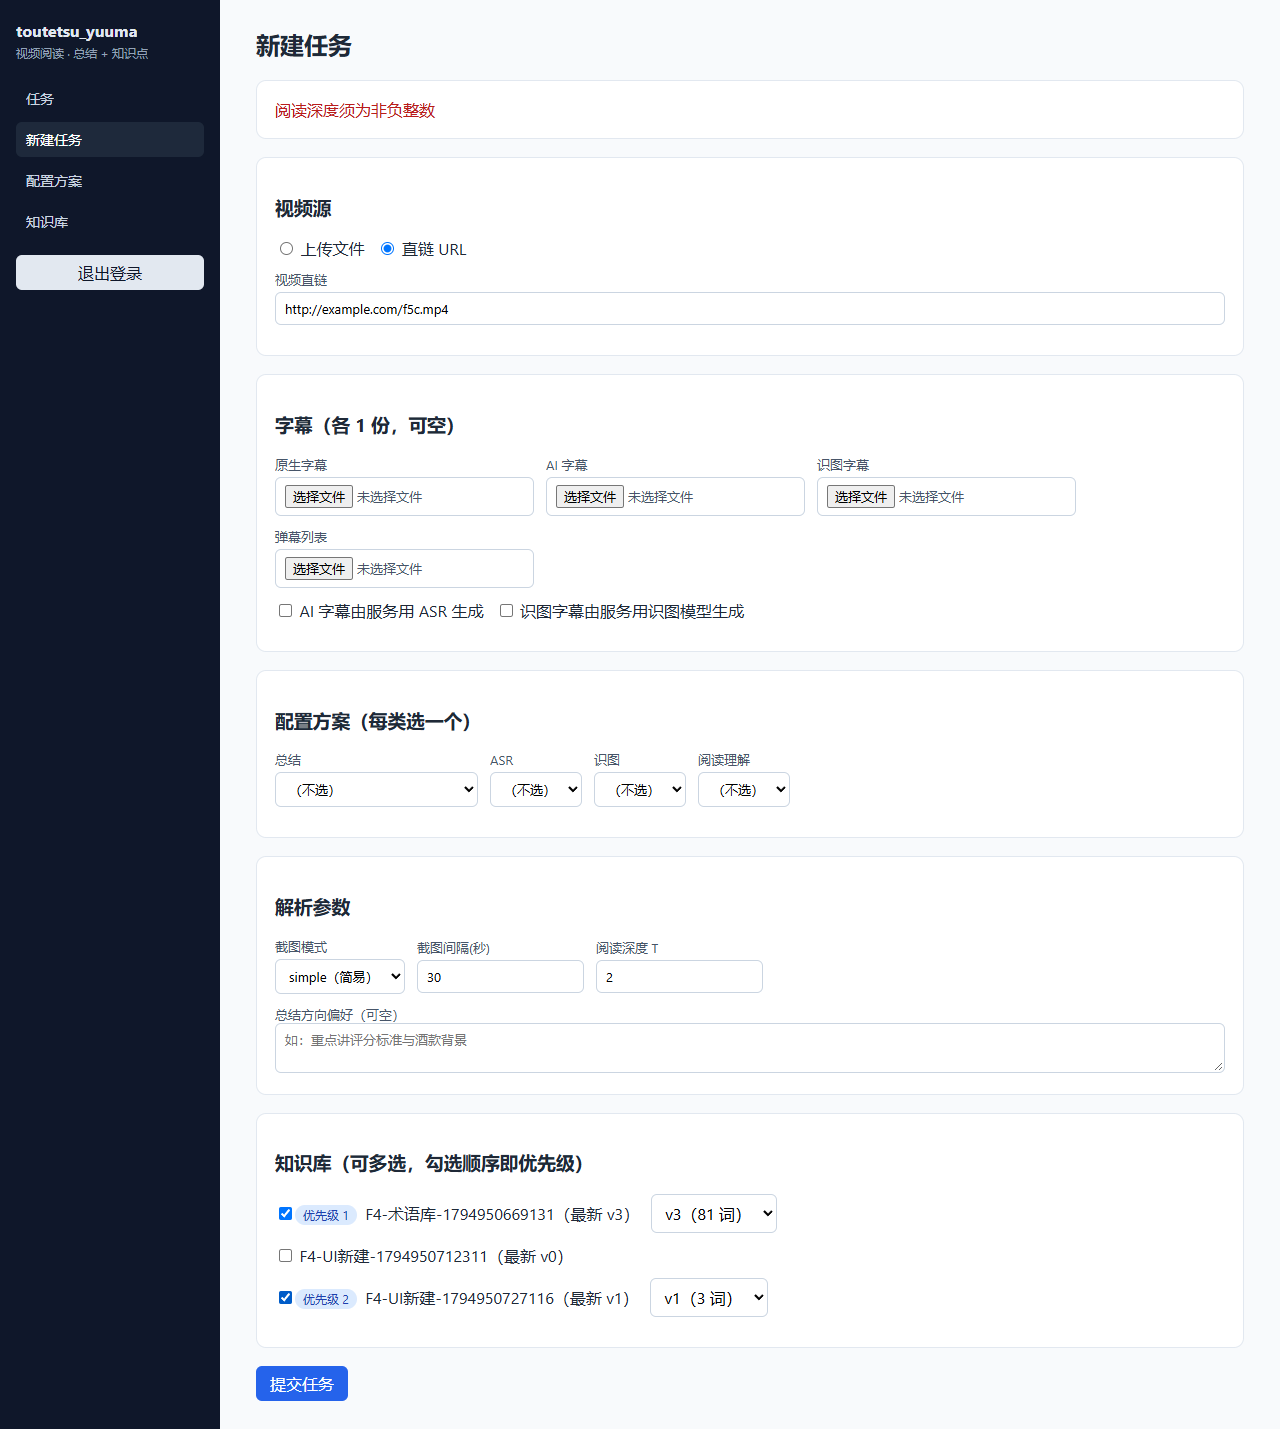 toutetsu_yuuma
视频阅读 · 总结 + 知识点
任务
新建任务
配置方案
知识库
退出登录
新建任务
阅读深度须为非负整数
视频源
上传文件 直链 URL
视频直链
http://example.com/f5c.mp4
字幕（各 1 份，可空）
原生字幕 AI 字幕 识图字幕
选择文件 未选择文件 选择文件 未选择文件 选择文件 未选择文件
弹幕列表
选择文件 未选择文件
AI 字幕由服务用 ASR 生成 识图字幕由服务用识图模型生成
配置方案（每类选一个）
总结 ASR 识图 阅读理解
（不选） （不选） （不选） （不选）
解析参数
截图模式 截图间隔(秒) 阅读深度 T
simple（简易） 30 2
总结方向偏好（可空）
如：重点讲评分标准与酒款背景
知识库（可多选，勾选顺序即优先级）
优先级 1 F4-术语库-1794950669131（最新 v3） v3（81 词）
F4-UI新建-1794950712311（最新 v0）
优先级 2 F4-UI新建-1794950727116（最新 v1） v1（3 词）
提交任务